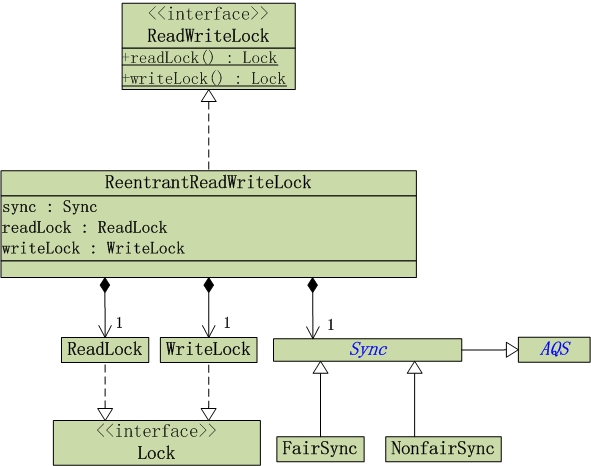 <<interface>>
ReadWriteLock
+readLock() : Lock
+writeLock() : Lock
ReentrantReadWriteLock
sync : Sync
readLock : ReadLock
writeLock : WriteLock
1
1
1
ReadLock
WriteLock
Sync
AQS
<<interface>>
Lock
FairSync
NonfairSync